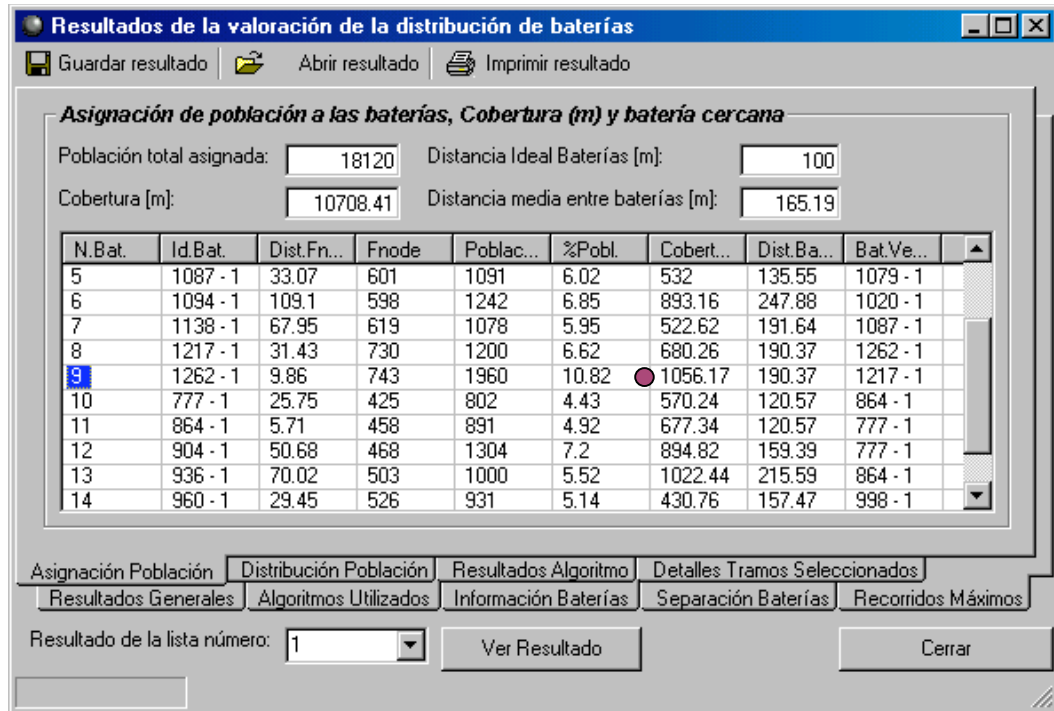 Resultados de la valoración de la distribución de baterías
Guardar resultado Abrir resultado Imprimir resultado
Asignación de población a las baterías, Cobertura (m) y batería cercana
Población total asignada: 18120 Distancia Ideal Baterías [m]: 100
Cobertura [m]: 10708.41 Distancia media entre baterías [m]: 165.19
N.Bat. Id.Bat. Dist.Fn... Fnode Poblac... %Pobl. Cobert... Dist.Ba... Bat.Ve...
5 1087 - 1 33.07 601 1091 6.02 532 135.55 1079 - 1
6 1094 - 1 109.1 598 1242 6.85 893.16 247.88 1020 - 1
7 1138 - 1 67.95 619 1078 5.95 522.62 191.64 1087 - 1
8 1217 - 1 31.43 730 1200 6.62 680.26 190.37 1262 - 1
9 1262 - 1 9.86 743 1960 10.82 1056.17 190.37 1217 - 1
10 777 - 1 25.75 425 802 4.43 570.24 120.57 864 - 1
11 864 - 1 5.71 458 891 4.92 677.34 120.57 777 - 1
12 904 - 1 50.68 468 1304 7.2 894.82 159.39 777 - 1
13 936 - 1 70.02 503 1000 5.52 1022.44 215.59 864 - 1
14 960 - 1 29.45 526 931 5.14 430.76 157.47 998 - 1
Asignación Población Distribución Población Resultados Algoritmo Detalles Tramos Seleccionados
Resultados Generales Algoritmos Utilizados Información Baterías Separación Baterías Recorridos Máximos
Resultado de la lista número: 1 Ver Resultado Cerrar